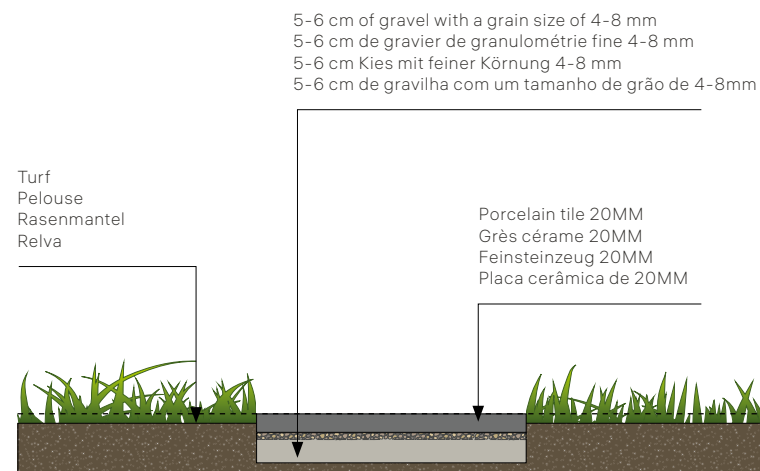 5-6 cm of gravel with a grain size of 4-8 mm
5-6 cm de gravier de granulométrie fine 4-8 mm
5-6 cm Kies mit feiner Körnung 4-8 mm
5-6 cm de gravilha com um tamanho de grão de 4-8mm
Turf
Pelouse
Rasenmantel
Relva
Porcelain tile 20MM
Grès cérame 20MM
Feinsteinzeug 20MM
Placa cerâmica de 20MM